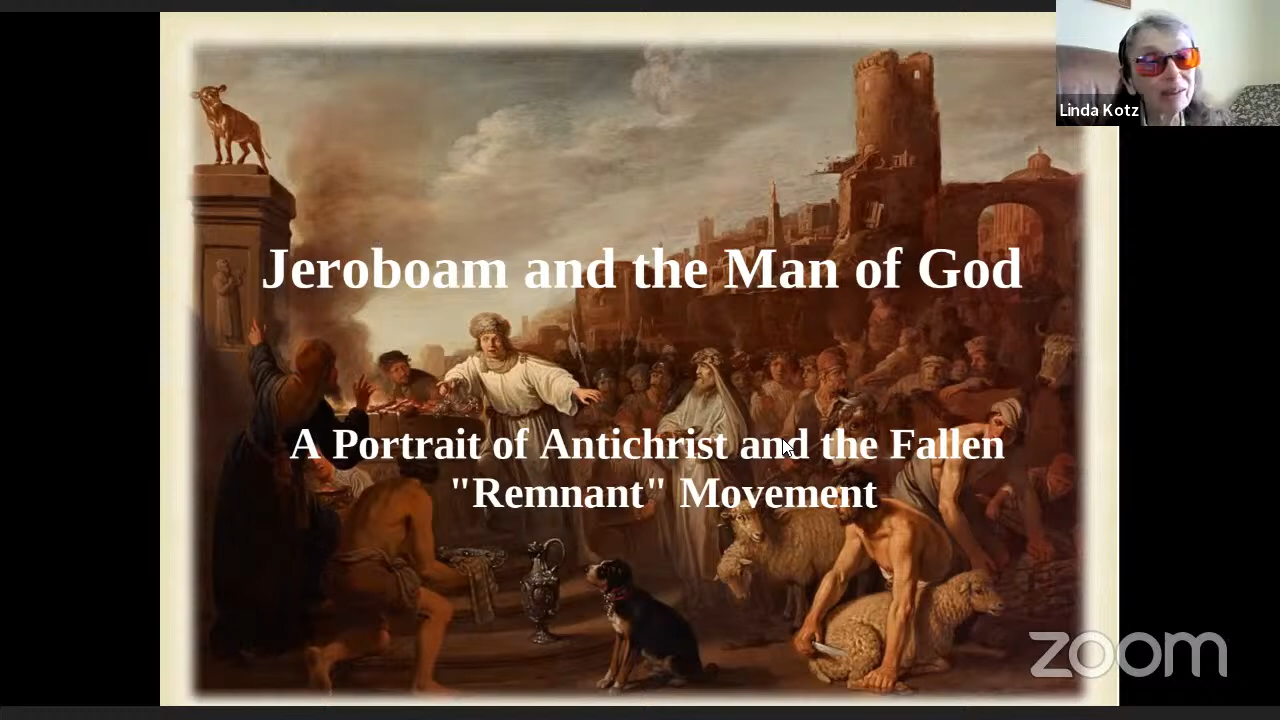 Linda Kotz
Jeroboam and the Man of God
A Portrait of Antichrist and the Fallen
"Remnant" Movement
zoom